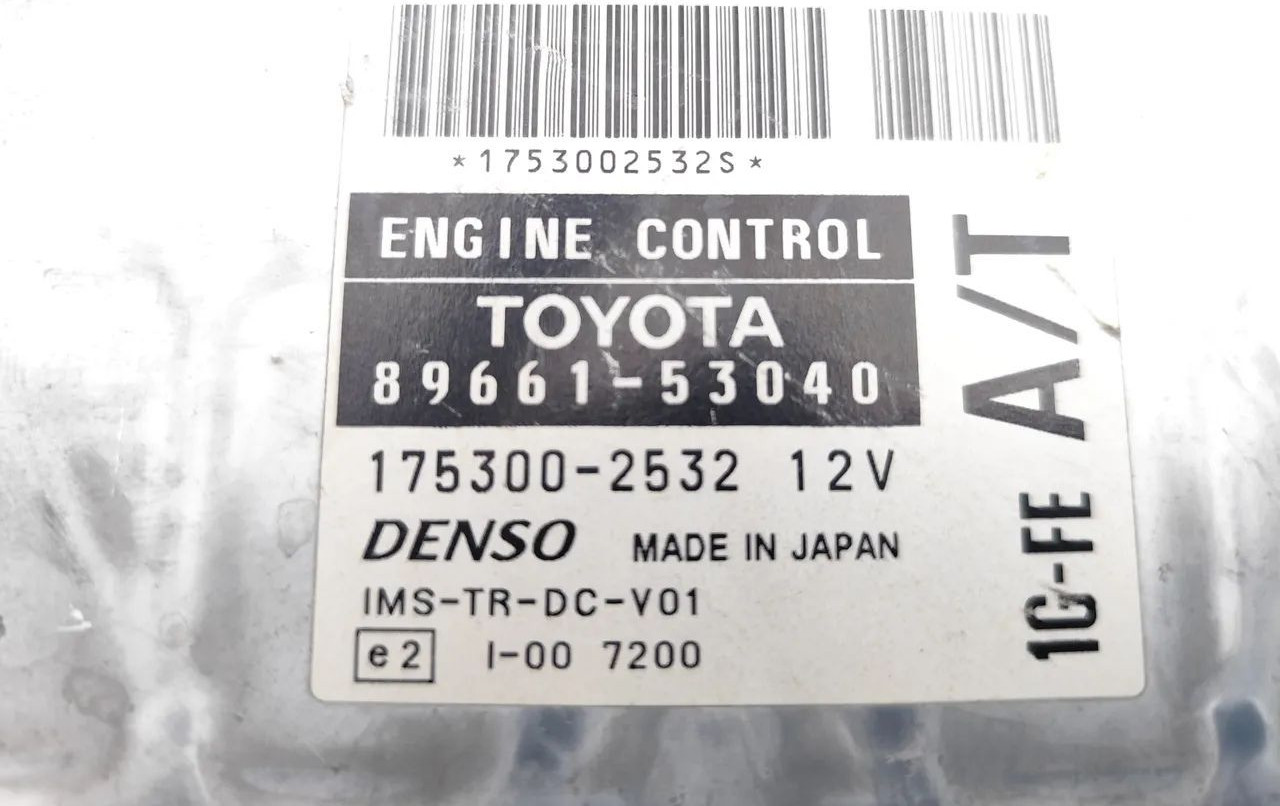 *1753002532S*
ENGINE CONTROL
TOYOTA
89661-53040
175300-2532 12V
DENSO MADE IN JAPAN
IMS-TR-DC-V01
e2 I-00 7200
A/T
1G-FE